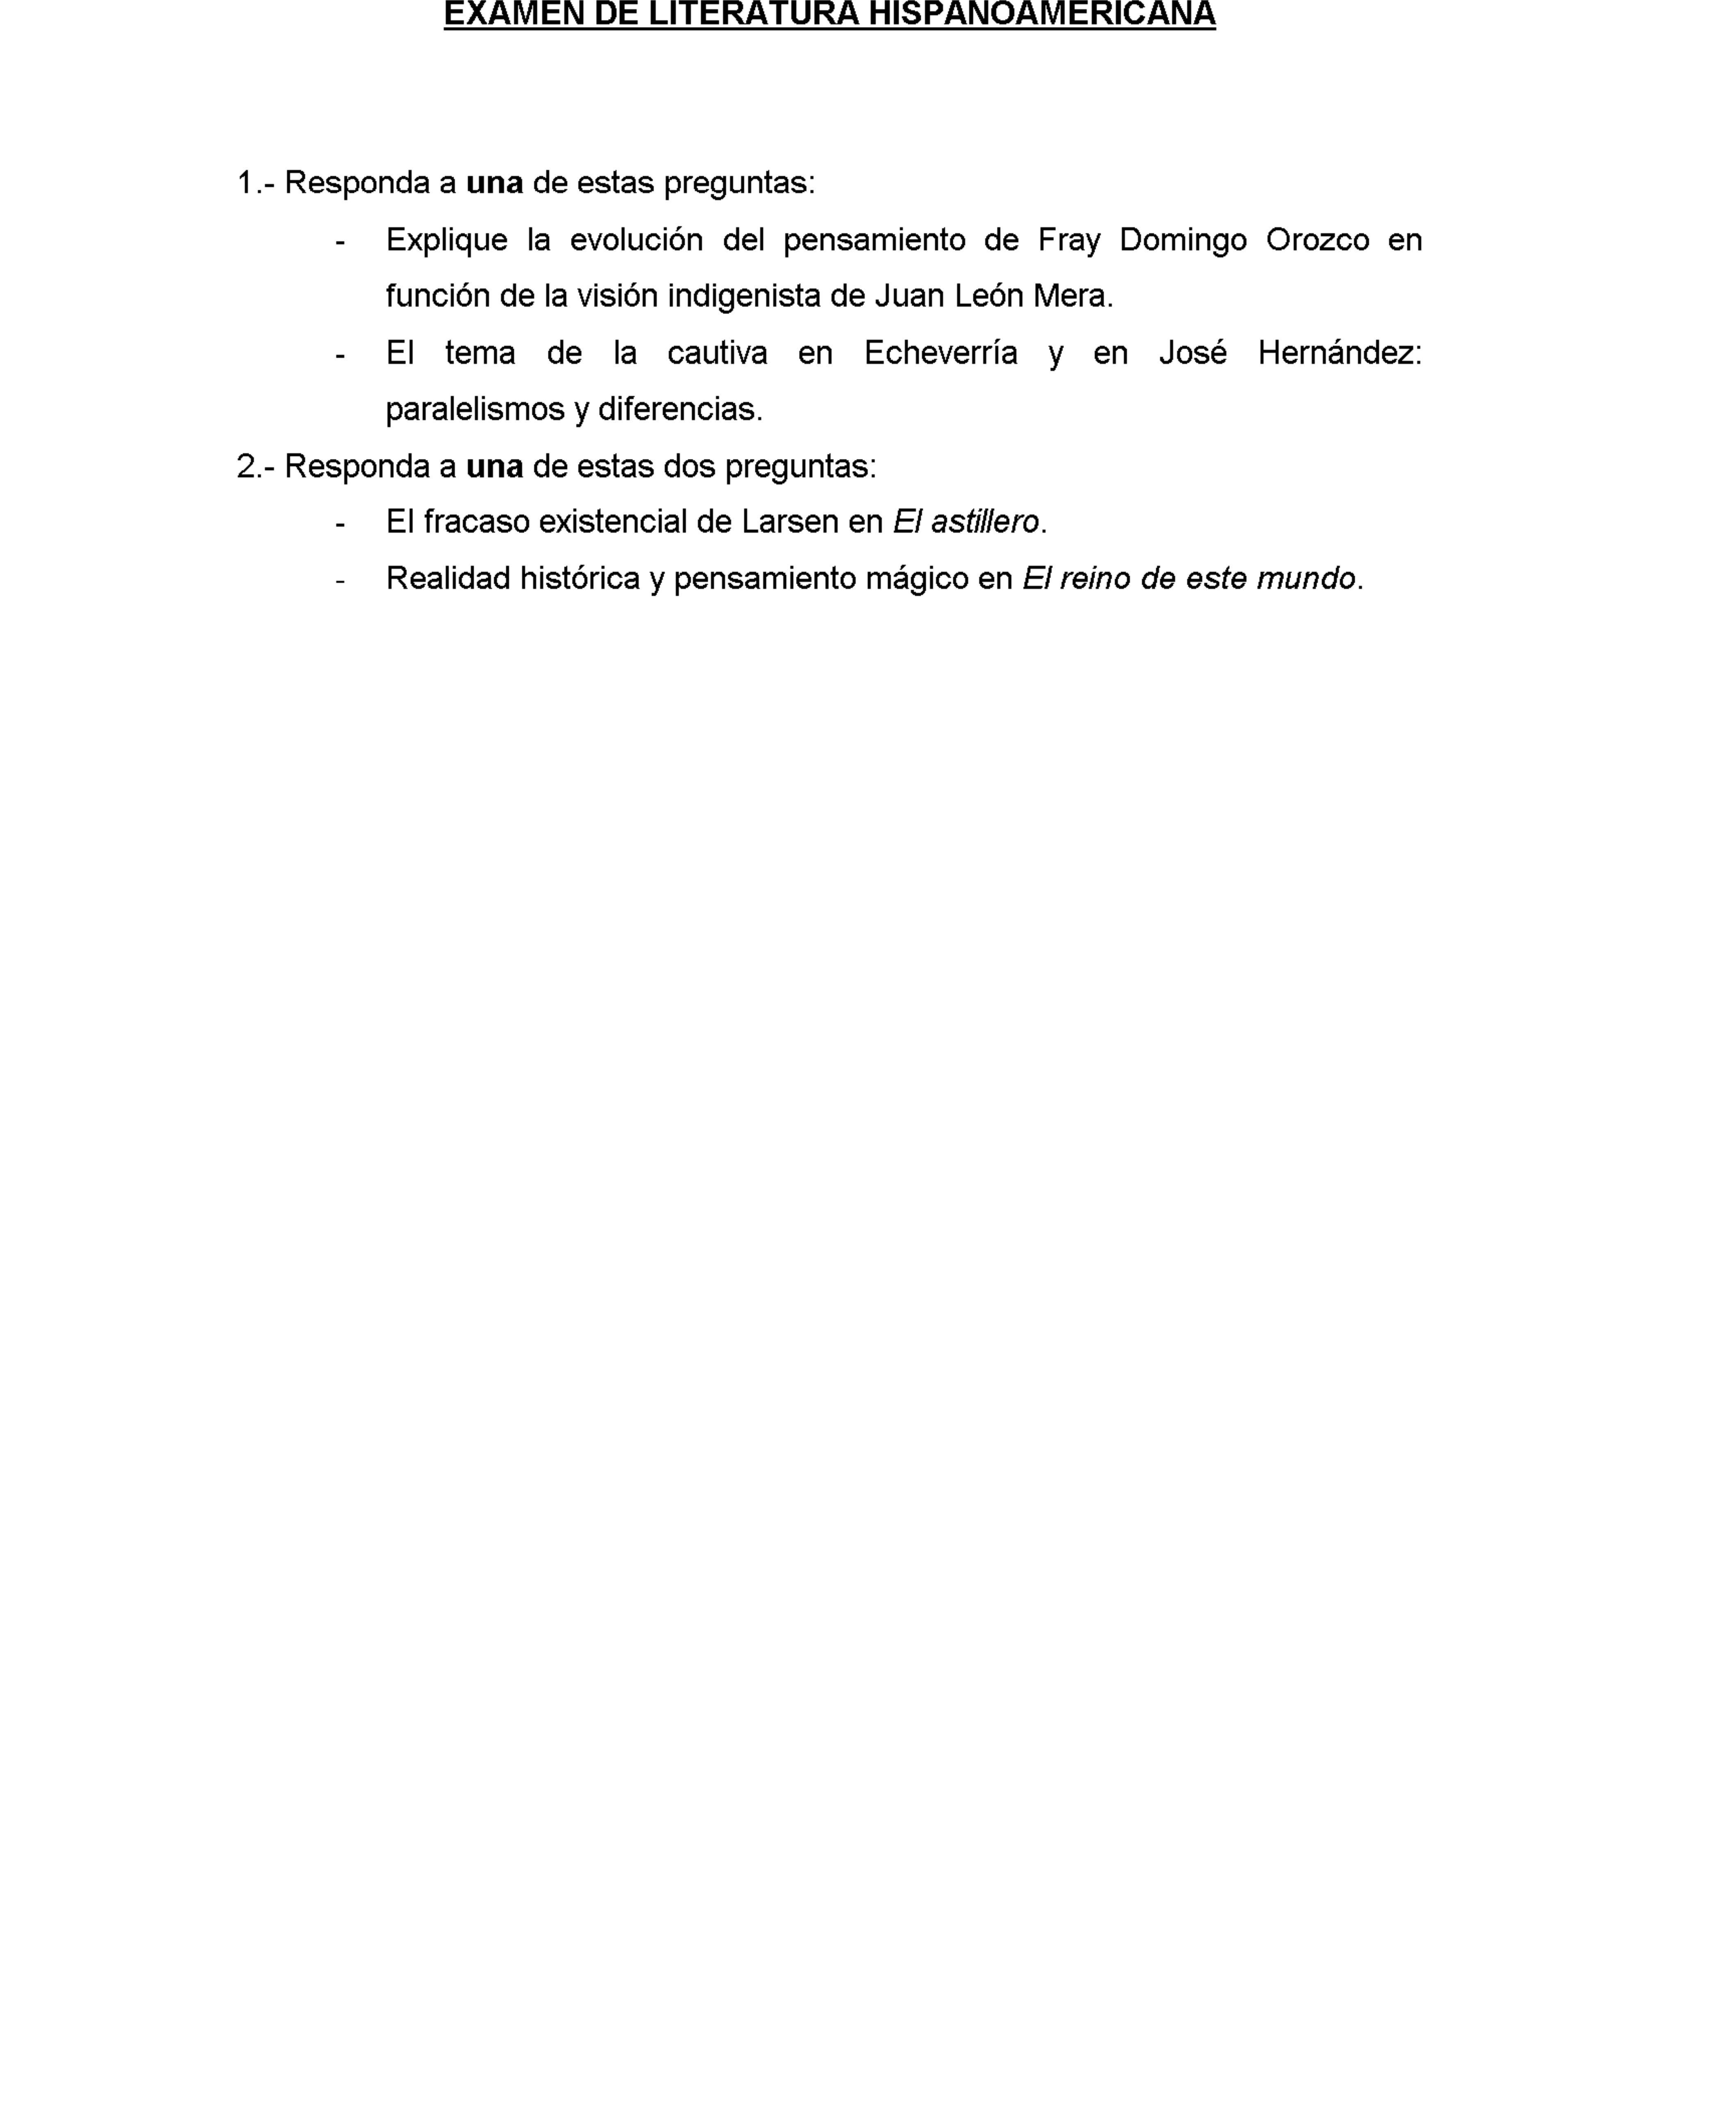 EXAMEN DE LITERATURA HISPANOAMERICANA
1.- Responda a una de estas preguntas:
- Explique la evolución del pensamiento de Fray Domingo Orozco en
función de la visión indigenista de Juan León Mera.
- El tema de la cautiva en Echeverría y en José Hernández:
paralelismos y diferencias.
2.- Responda a una de estas dos preguntas:
- El fracaso existencial de Larsen en El astillero.
- Realidad histórica y pensamiento mágico en El reino de este mundo.